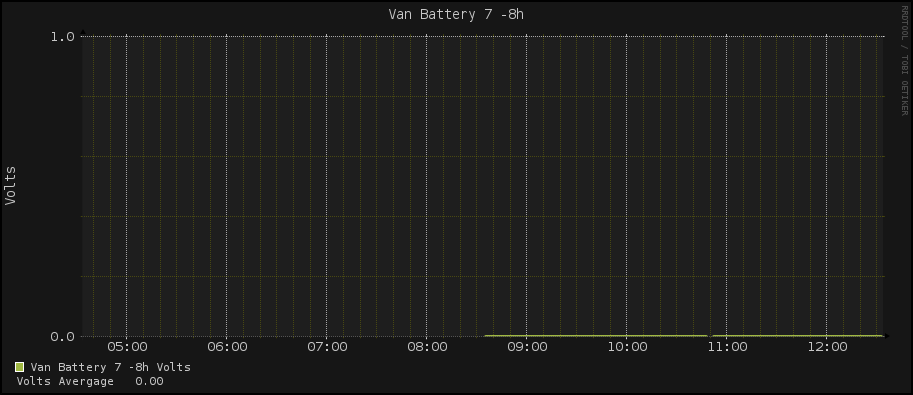 Van Battery 7 -8h
RRDTOOL / TOBI OETIKER
1.0
Volts
0.0
05:00 06:00 07:00 08:00 09:00 10:00 11:00 12:00
Van Battery 7 -8h Volts
Volts Avergage 0.00